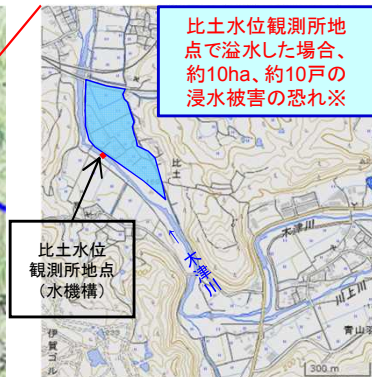 比土水位観測所地
点で溢水した場合、
約10ha、約10戸の
浸水被害の恐れ※
比土
比土水位
観測所地点
（水機構）
木津川
木津川
川上川
伊賀ゴル
青山羽
300 m